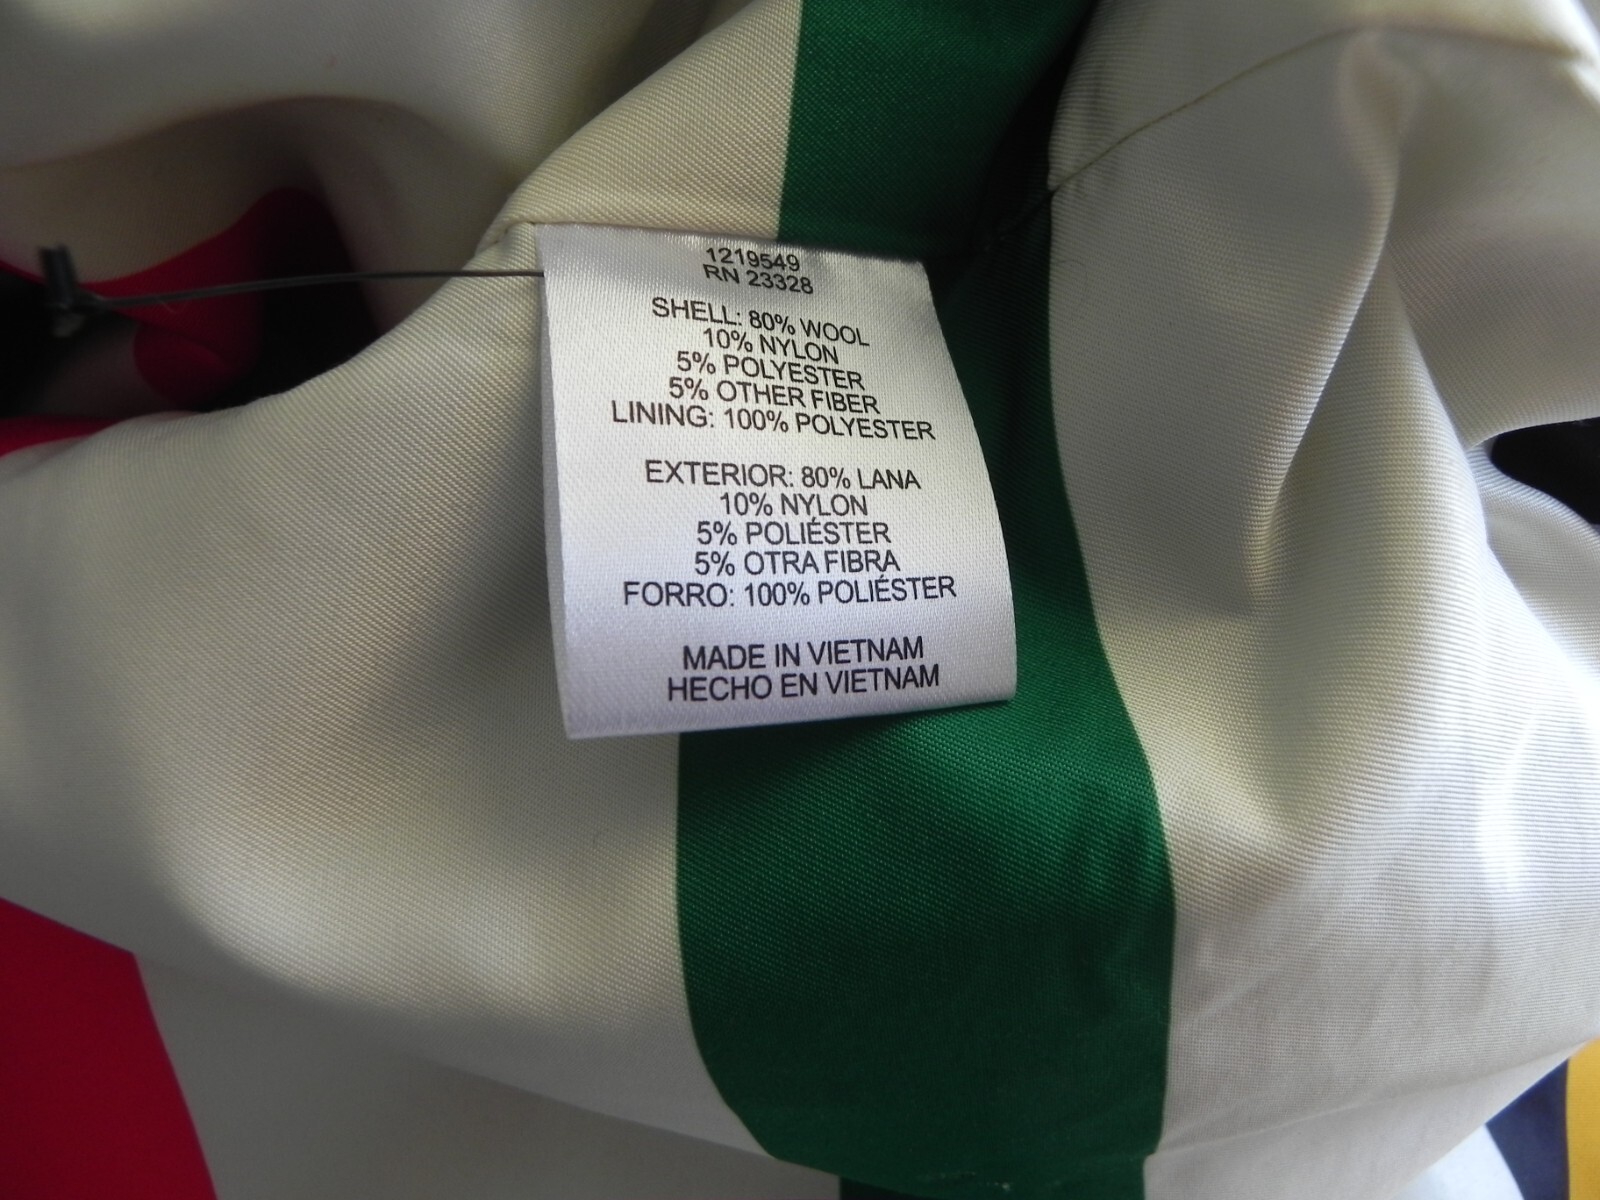 1219549
RN 23328
SHELL: 80% WOOL
10% NYLON
5% POLYESTER
5% OTHER FIBER
LINING: 100% POLYESTER
EXTERIOR: 80% LANA
10% NYLON
5% POLIÉSTER
5% OTRA FIBRA
FORRO: 100% POLIÉSTER
MADE IN VIETNAM
HECHO EN VIETNAM